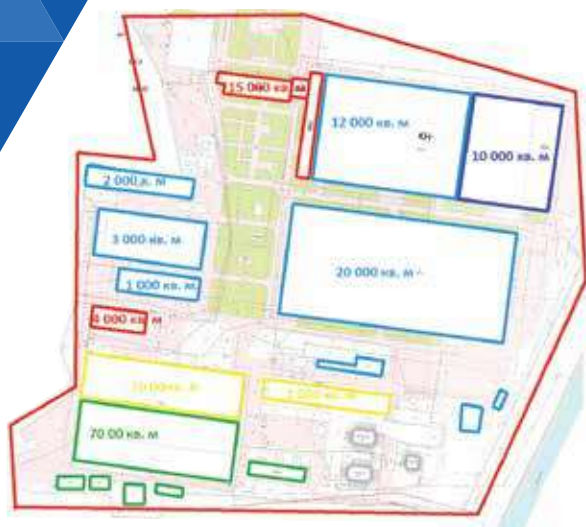 15 000 кв. м
12 000 кв. м
10 000 кв. м
2 000 к. м
3 000 кв. м
20 000 кв. м
1 000 кв. м
4 000 кв. м
70 00 кв. м